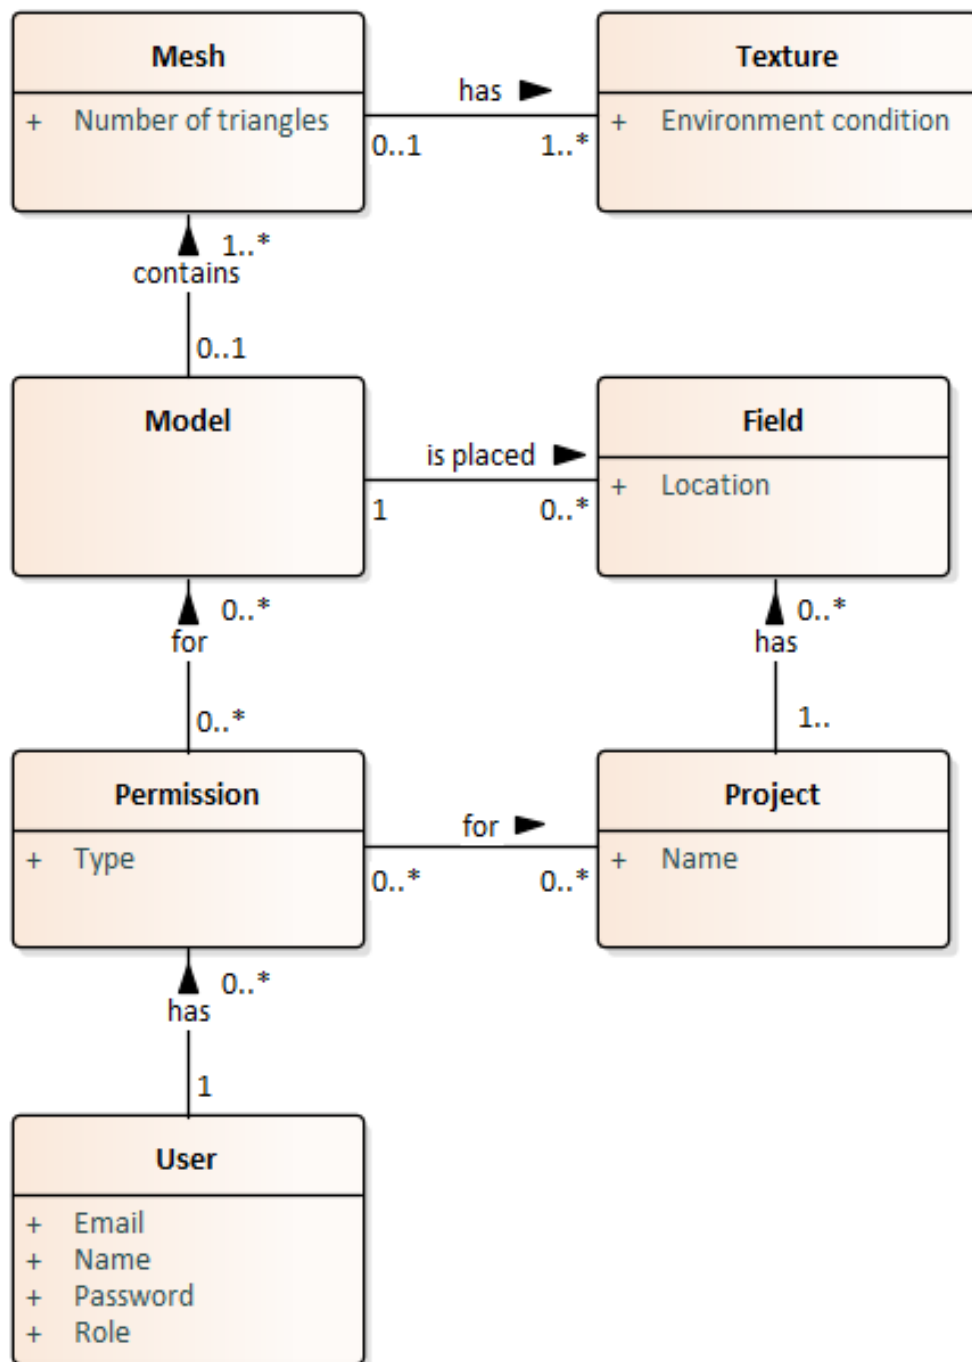 Mesh
+ Number of triangles
has
0..1
1..*
Texture
+ Environment condition
1..*
contains
0..1
Model
is placed
1
0..*
Field
+ Location
0..*
for
0..*
0..*
has
1..
Permission
+ Type
for
0..*
0..*
Project
+ Name
0..*
has
1
User
+ Email
+ Name
+ Password
+ Role